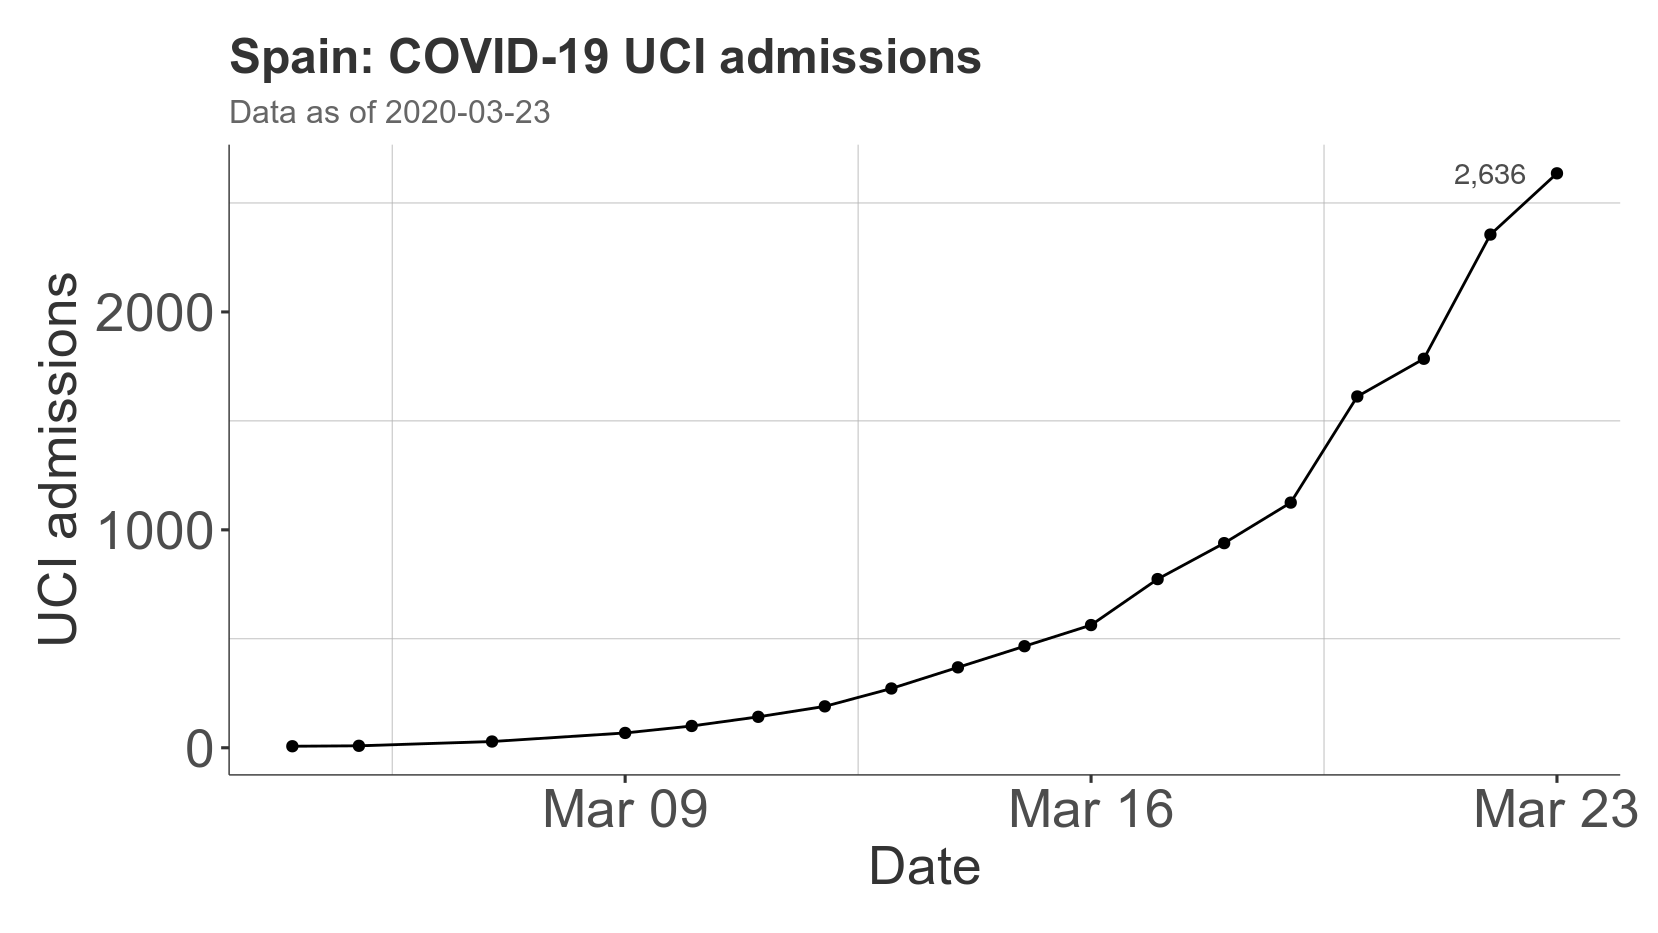 Spain: COVID-19 UCI admissions
Data as of 2020-03-23
2,636
UCI admissions
2000
1000
0
Mar 09 Mar 16 Mar 23
Date